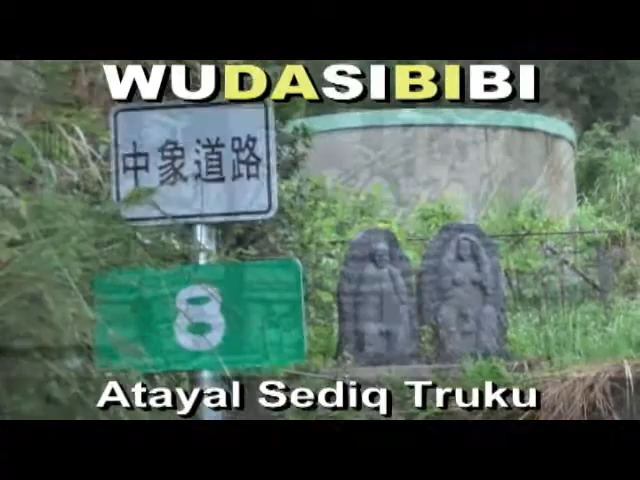 WUDASIBIBI
中象道路
8
Atayal Sediq Truku